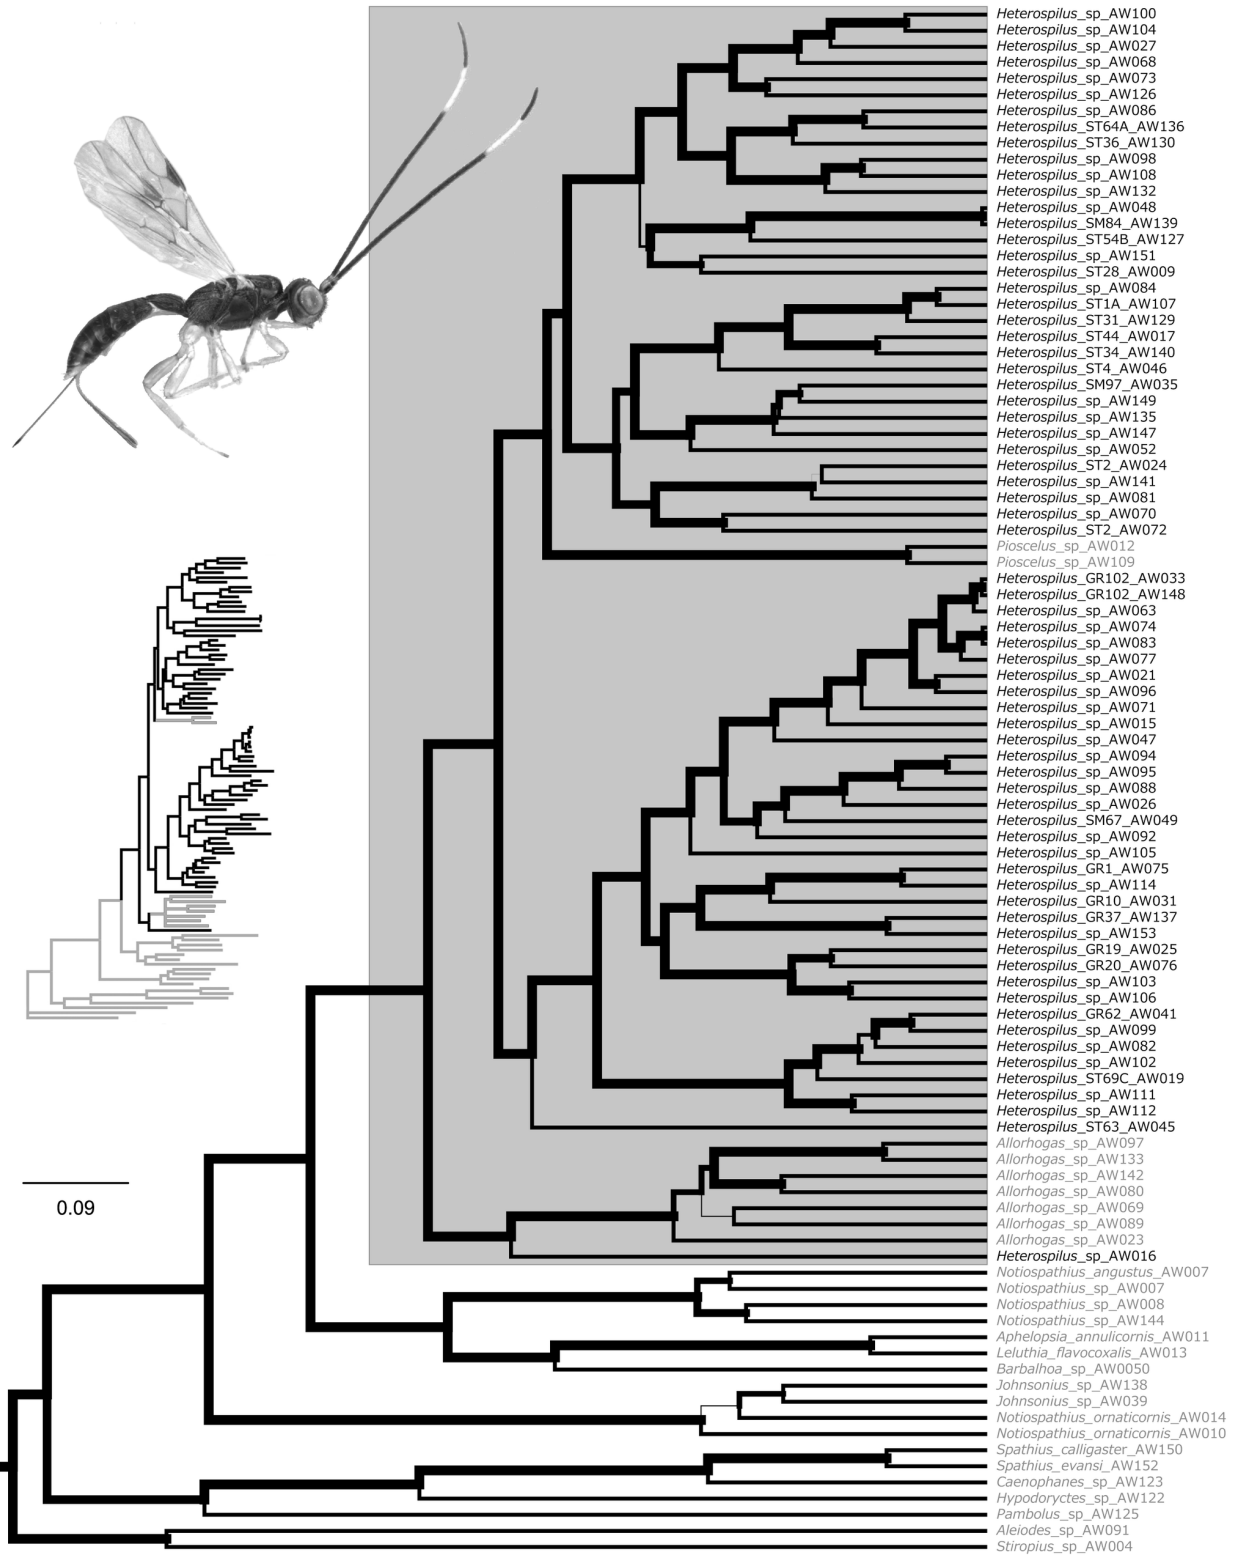 Heterospilus_sp_AW100
Heterospilus_sp_AW104
Heterospilus_sp_AW027
Heterospilus_sp_AW068
Heterospilus_sp_AW073
Heterospilus_sp_AW126
Heterospilus_sp_AW086
Heterospilus_ST64A_AW136
Heterospilus_ST36_AW130
Heterospilus_sp_AW098
Heterospilus_sp_AW108
Heterospilus_sp_AW132
Heterospilus_sp_AW048
Heterospilus_SM84_AW139
Heterospilus_ST54B_AW127
Heterospilus_sp_AW151
Heterospilus_ST28_AW009
Heterospilus_sp_AW084
Heterospilus_ST1A_AW107
Heterospilus_ST31_AW129
Heterospilus_ST44_AW017
Heterospilus_ST34_AW140
Heterospilus_ST4_AW046
Heterospilus_SM97_AW035
Heterospilus_sp_AW149
Heterospilus_sp_AW135
Heterospilus_sp_AW147
Heterospilus_sp_AW052
Heterospilus_ST2_AW024
Heterospilus_sp_AW141
Heterospilus_sp_AW081
Heterospilus_sp_AW070
Heterospilus_ST2_AW072
Pioscelus_sp_AW012
Pioscelus_sp_AW109
Heterospilus_GR102_AW033
Heterospilus_GR102_AW148
Heterospilus_sp_AW063
Heterospilus_sp_AW074
Heterospilus_sp_AW083
Heterospilus_sp_AW077
Heterospilus_sp_AW021
Heterospilus_sp_AW096
Heterospilus_sp_AW071
Heterospilus_sp_AW015
Heterospilus_sp_AW047
Heterospilus_sp_AW094
Heterospilus_sp_AW095
Heterospilus_sp_AW088
Heterospilus_sp_AW026
Heterospilus_SM67_AW049
Heterospilus_sp_AW092
Heterospilus_sp_AW105
Heterospilus_GR1_AW075
Heterospilus_sp_AW114
Heterospilus_GR10_AW031
Heterospilus_GR37_AW137
Heterospilus_sp_AW153
Heterospilus_GR19_AW025
Heterospilus_GR20_AW076
Heterospilus_sp_AW103
Heterospilus_sp_AW106
Heterospilus_GR62_AW041
Heterospilus_sp_AW099
Heterospilus_sp_AW082
Heterospilus_sp_AW102
Heterospilus_ST69C_AW019
Heterospilus_sp_AW111
Heterospilus_sp_AW112
Heterospilus_ST63_AW045
Allorhogas_sp_AW097
Allorhogas_sp_AW133
Allorhogas_sp_AW142
Allorhogas_sp_AW080
Allorhogas_sp_AW069
Allorhogas_sp_AW089
Allorhogas_sp_AW023
Heterospilus_sp_AW016
Notiospathius_angustus_AW007
Notiospathius_sp_AW007
Notiospathius_sp_AW008
Notiospathius_sp_AW144
Aphelopsia_annulicornis_AW011
Leluthia_flavocoxalis_AW013
Barbalhoa_sp_AW0050
Johnsonius_sp_AW138
Johnsonius_sp_AW039
Notiospathius_ornaticornis_AW014
Notiospathius_ornaticornis_AW010
Spathius_calligaster_AW150
Spathius_evansi_AW152
Caenophanes_sp_AW123
Hypodoryctes_sp_AW122
Pambolus_sp_AW125
Aleiodes_sp_AW091
Stiropius_sp_AW004
0.09